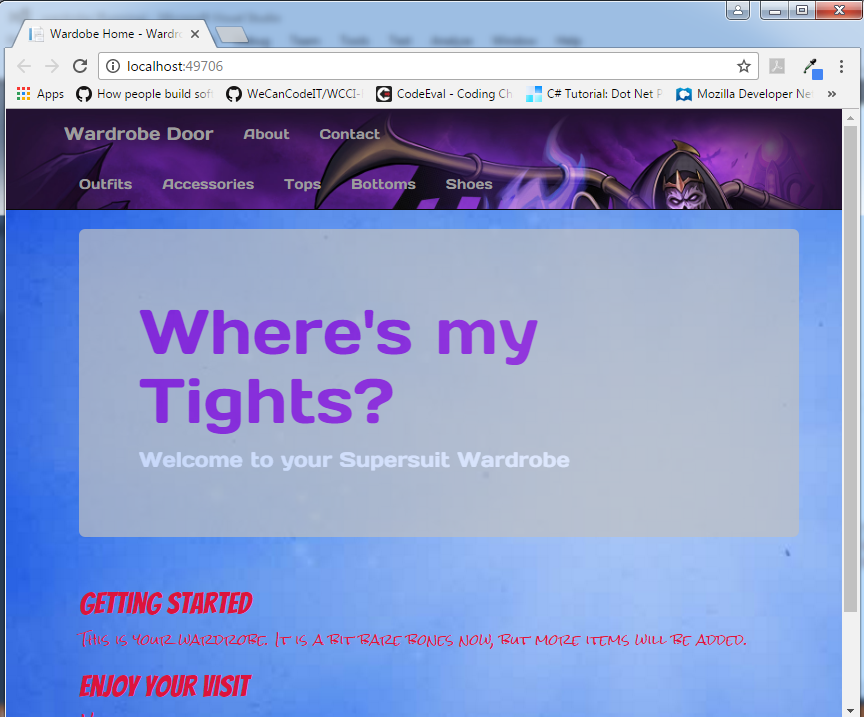 Wardobe Home - Wardr
localhost:49706
Apps How people build sof WeCanCodeIT/WCCI- CodeEval - Coding Ch C# Tutorial: Dot Net P Mozilla Developer Ne »
Wardrobe Door About Contact
Outfits Accessories Tops Bottoms Shoes
Where's my
Tights?
Welcome to your Supersuit Wardrobe
GETTING STARTED
This is your wardrobe. It is a bit bare bones now, but more items will be added.
ENJOY YOUR VISIT